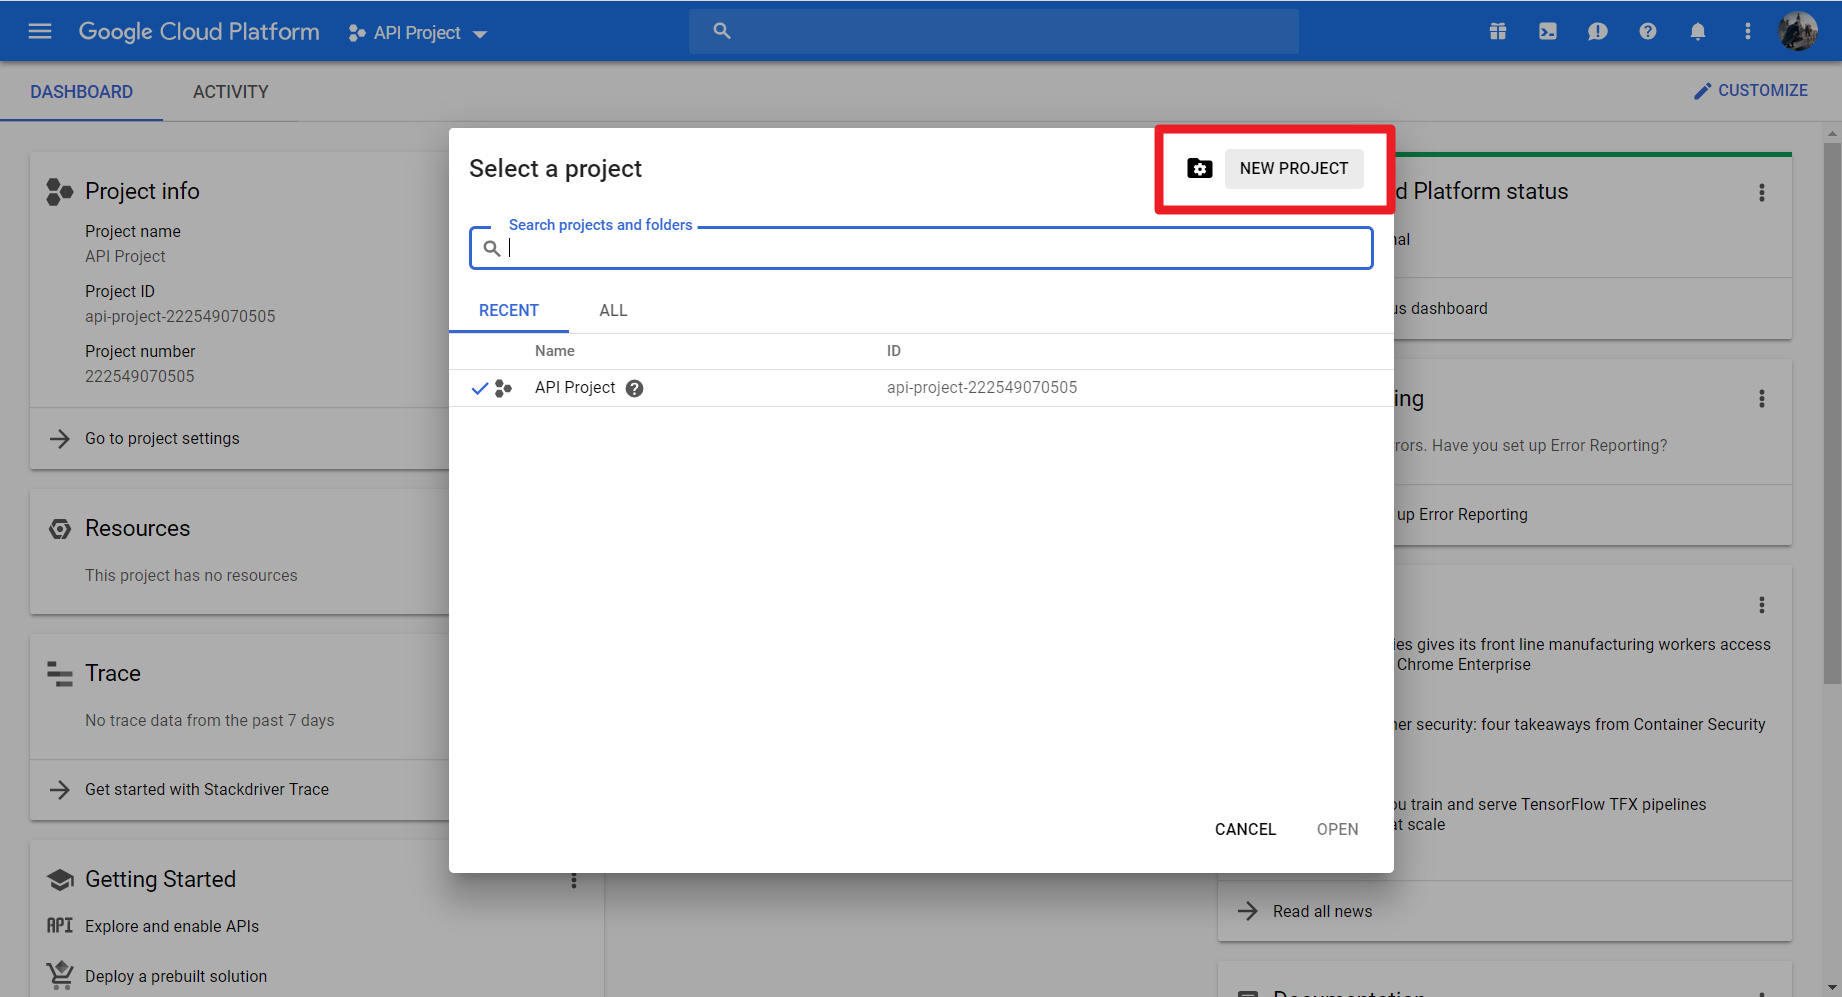 Google Cloud Platform
API Project
DASHBOARD
ACTIVITY
CUSTOMIZE
Project info
Project name
API Project
Project ID
api-project-222549070505
Project number
222549070505
Go to project settings
Resources
This project has no resources
Trace
No trace data from the past 7 days
Get started with Stackdriver Trace
Getting Started
API Explore and enable APIs
Deploy a prebuilt solution
Select a project
NEW PROJECT
Search projects and folders
RECENT
ALL
Name
ID
API Project
api-project-222549070505
CANCEL
OPEN
d Platform status
nal
us dashboard
ing
rors. Have you set up Error Reporting?
up Error Reporting
ies gives its front line manufacturing workers access
Chrome Enterprise
ner security: four takeaways from Container Security
ou train and serve TensorFlow TFX pipelines
at scale
Read all news
Documentation